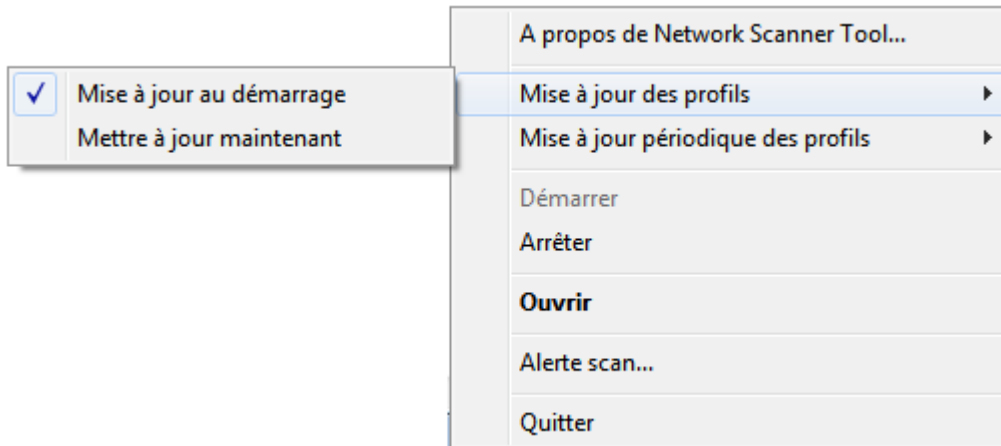 A propos de Network Scanner Tool...
Mise à jour des profils
Mise à jour au démarrage
Mettre à jour maintenant
Mise à jour périodique des profils
Démarrer
Arrêter
Ouvrir
Alerte scan...
Quitter